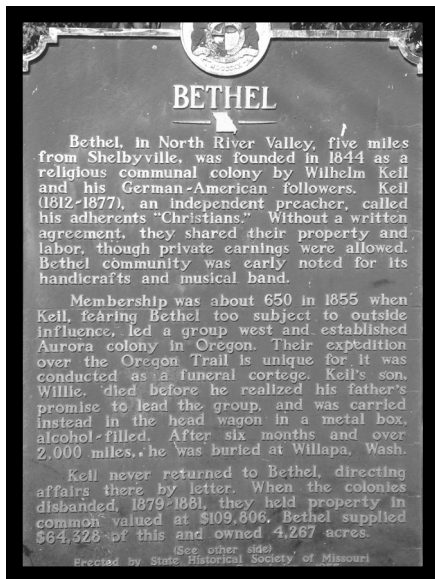 BETHEL
Bethel, in North River Valley, five miles
from Shelbyville, was founded in 1844 as a
religious communal colony by Wilhelm Keil
and his German-American followers. Keil
(1812-1877), an independent preacher, called
his adherents "Christians." Without a written
agreement, they shared their property and
labor, though private earnings were allowed.
Bethel community was early noted for its
handicrafts and musical band.
Membership was about 650 in 1855 when
Keil, fearing Bethel too subject to outside
influence, led a group west and established
Aurora colony in Oregon. Their expedition
over the Oregon Trail is unique for it was
conducted as a funeral cortege. Keil's son,
Willie, died before he realized his father's
promise to lead the group, and was carried
instead in the head wagon in a metal box,
alcohol-filled. After six months and over
2,000 miles, he was buried at Willapa, Wash.
Keil never returned to Bethel, directing
affairs there by letter. When the colonies
disbanded, 1879-1881, they held property in
common valued at $109,806. Bethel supplied
$64,328 of this and owned 4,267 acres.
(See other side)
Erected by State Historical Society of Missouri